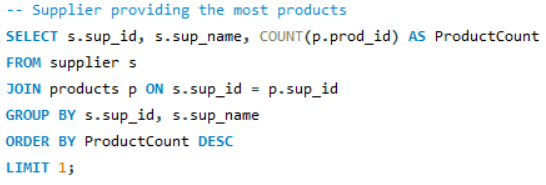 -- Supplier providing the most products
SELECT s.sup_id, s.sup_name, COUNT(p.prod_id) AS ProductCount
FROM supplier s
JOIN products p ON s.sup_id = p.sup_id
GROUP BY s.sup_id, s.sup_name
ORDER BY ProductCount DESC
LIMIT 1;